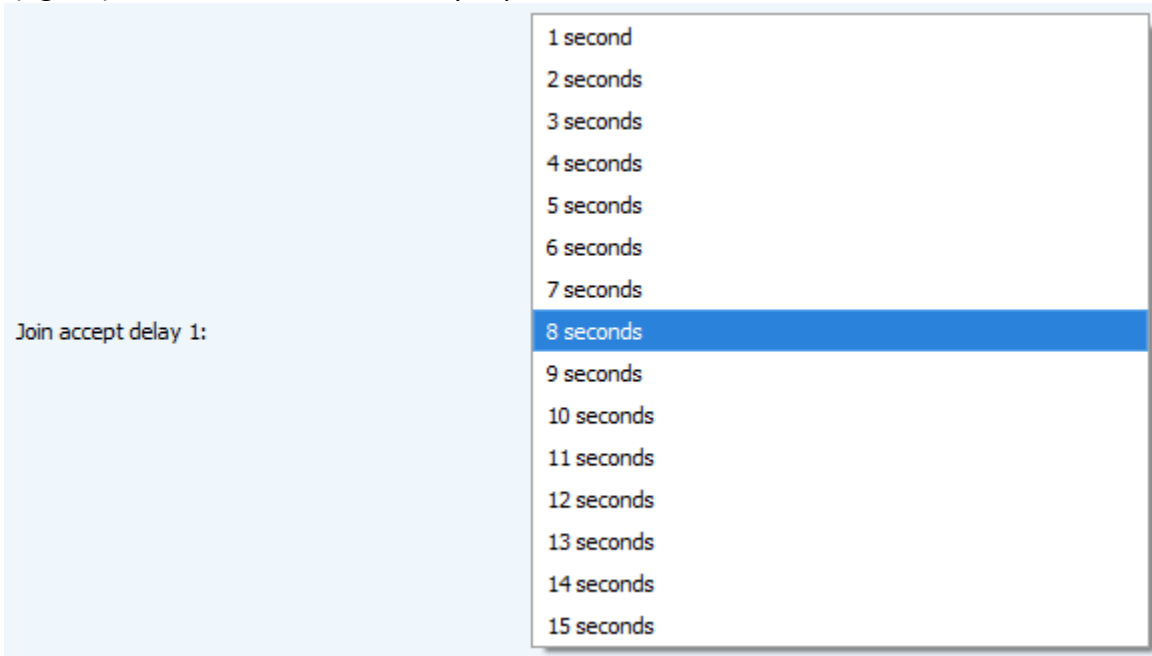 1 second
2 seconds
3 seconds
4 seconds
5 seconds
6 seconds
7 seconds
Join accept delay 1:
8 seconds
9 seconds
10 seconds
11 seconds
12 seconds
13 seconds
14 seconds
15 seconds